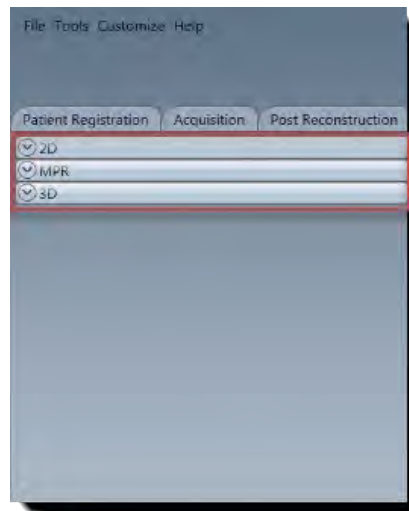 File Tools Customize Help
Patient Registration Acquisition Post Reconstruction
2D
MPR
3D